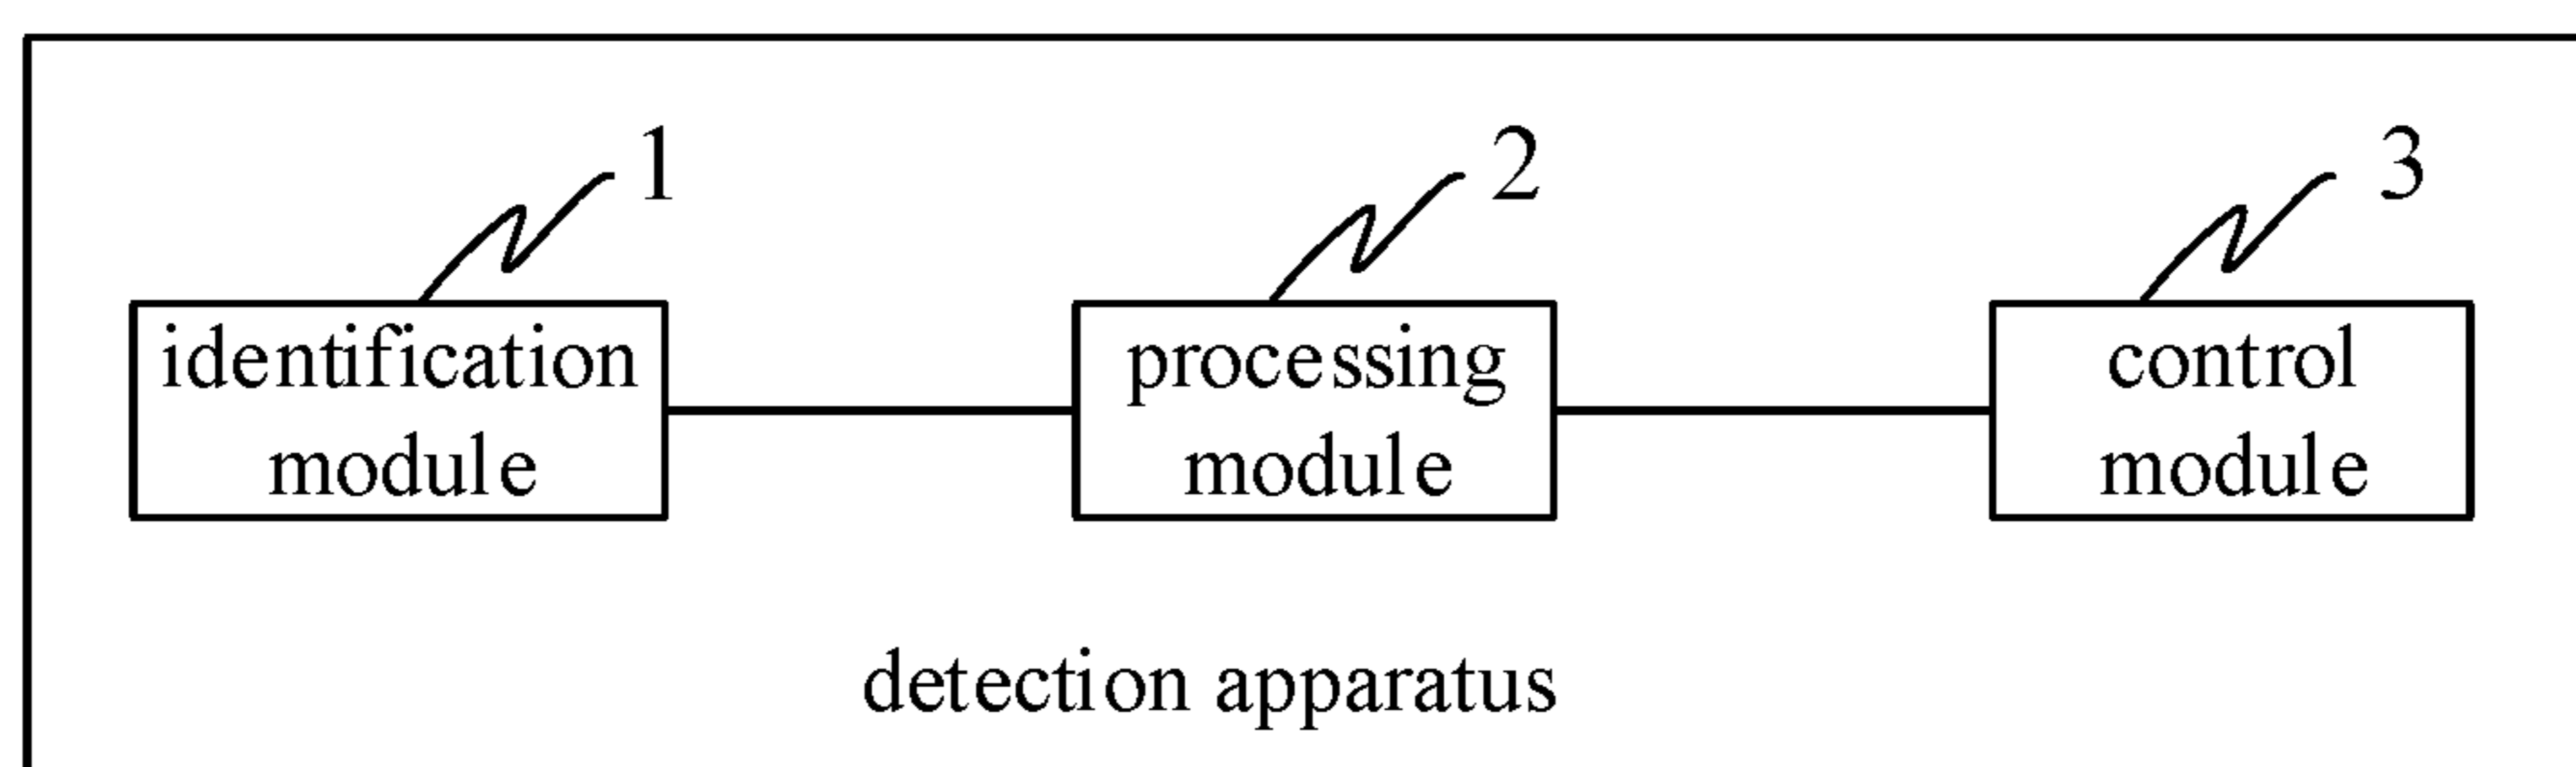 1
2
3
identification
module
processing
module
control
module
detection apparatus